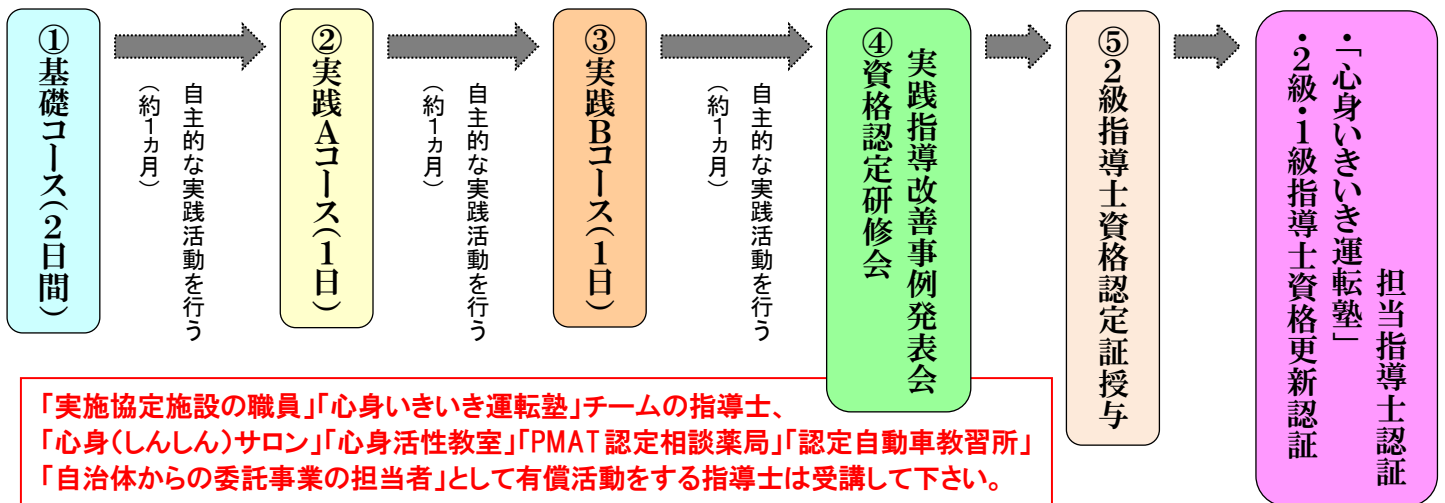 ①基礎コース(2日間)
自主的な実践活動を行う
(約1ヵ月)
②実践Aコース(1日)
自主的な実践活動を行う
(約1ヵ月)
③実践Bコース(1日)
自主的な実践活動を行う
(約1ヵ月)
実践指導改善事例発表会
④資格認定研修会
⑤2級指導士資格認定証授与
担当指導士認証
・「心身いきいき運転塾」
・2級・1級指導士資格更新認証
「実施協定施設の職員」「心身いきいき運転塾」チームの指導士、
「心身(しんしん)サロン」「心身活性教室」「PMAT認定相談薬局」「認定自動車教習所」
「自治体からの委託事業の担当者」として有償活動をする指導士は受講して下さい。